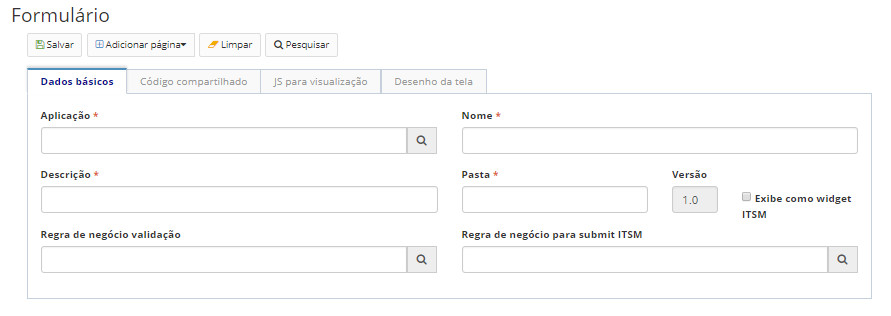 Formulário
Salvar Adicionar página Limpar Pesquisar
Dados básicos Código compartilhado JS para visualização Desenho da tela
Aplicação * Nome *
Descrição * Pasta * Versão
1.0 Exibe como widget
ITSM
Regra de negócio validação Regra de negócio para submit ITSM